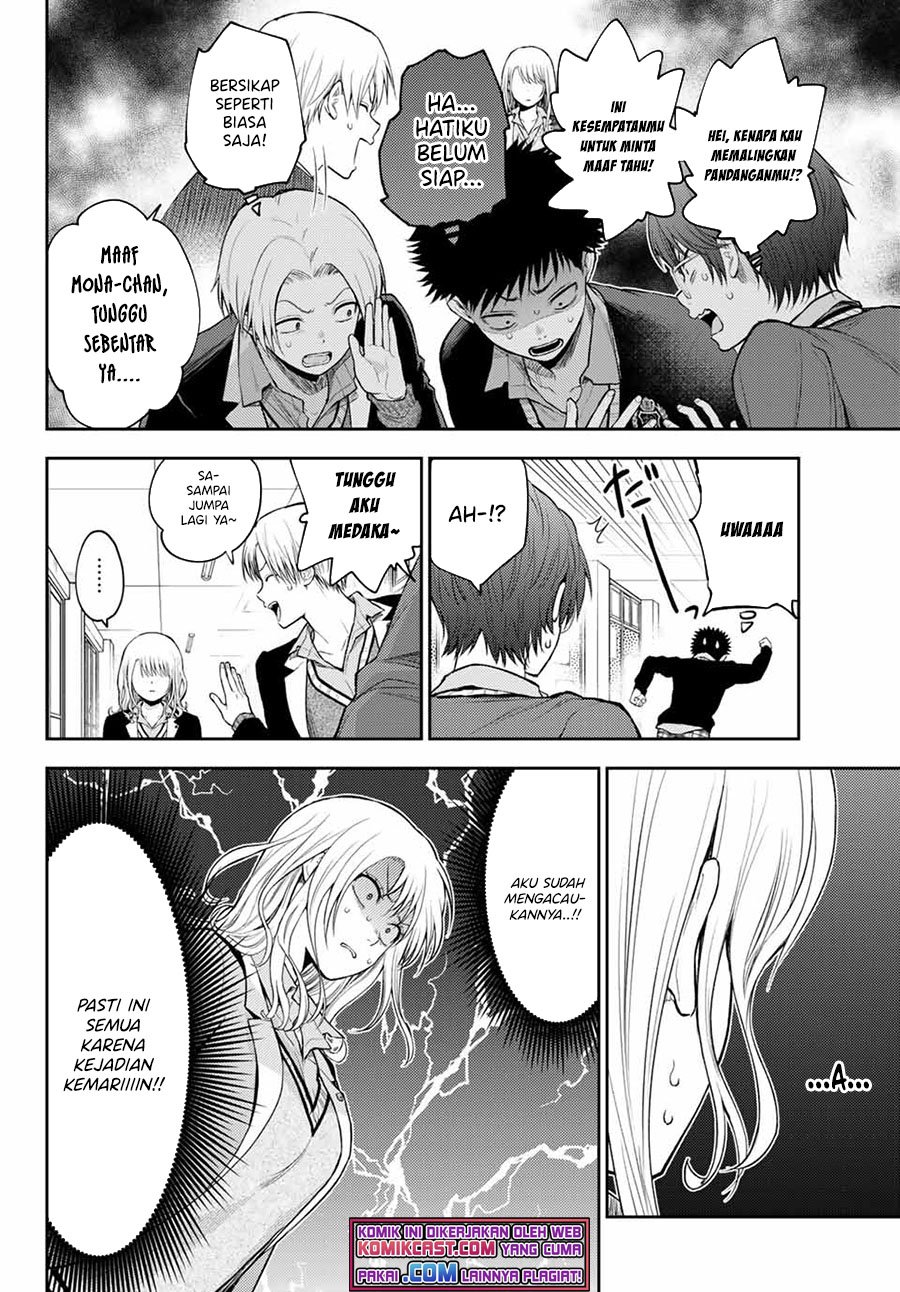 HEI, KENAPA KAU
MEMALINGKAN
PANDANGANMU!?
INI
KESEMPATANMU
UNTUK MINTA
MAAF TAHU!
HA...
HATIKU
BELUM
SIAP...
BERSIKAP
SEPERTI
BIASA
SAJA!
MAAF
MONA-CHAN,
TUNGGU
SEBENTAR
YA....
UWAAAA
AH-!?
TUNGGU
AKU
MEDAKA~
SA-
SAMPAI
JUMPA
LAGI YA~
......
...A...
AKU SUDAH
MENGACAU-
KANNYA..!!
PASTI INI
SEMUA
KARENA
KEJADIAN
KEMARIIIIN!!
KOMIK INI DIKERJAKAN OLEH WEB
KOMIKCAST.COM YANG CUMA
PAKAI .COM LAINNYA PLAGIAT!